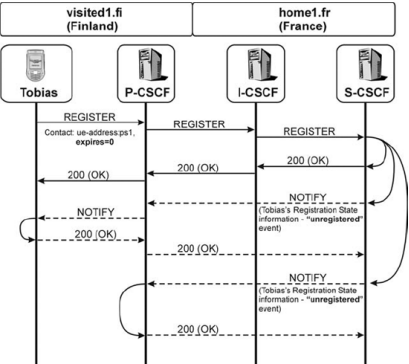 visited1.fi
(Finland)
home1.fr
(France)
Tobias
P-CSCF
I-CSCF
S-CSCF
REGISTER
Contact: ue-address:ps1,
expires=0
REGISTER
REGISTER
200 (OK)
200 (OK)
200 (OK)
NOTIFY
(Tobias's Registration State
information - "unregistered"
event)
NOTIFY
200 (OK)
200 (OK)
NOTIFY
(Tobias's Registration State
information - "unregistered"
event)
200 (OK)